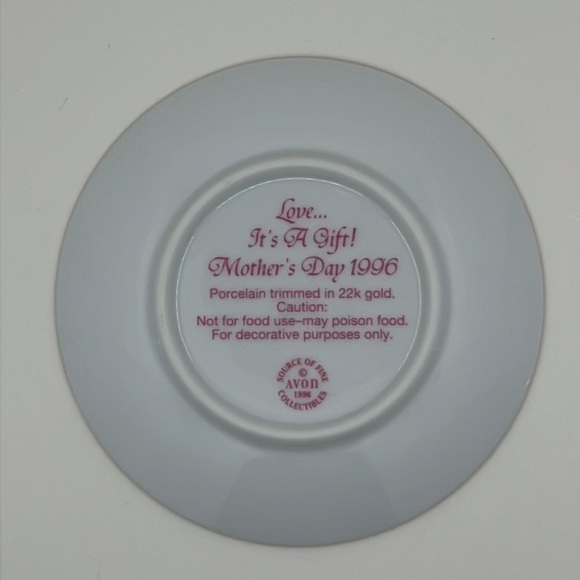 Love...
It's A Gift!
Mother's Day 1996
Porcelain trimmed in 22k gold.
Caution:
Not for food use–may poison food.
For decorative purposes only.
SOURCE OF FINE
©
AVON
1996
COLLECTIBLES